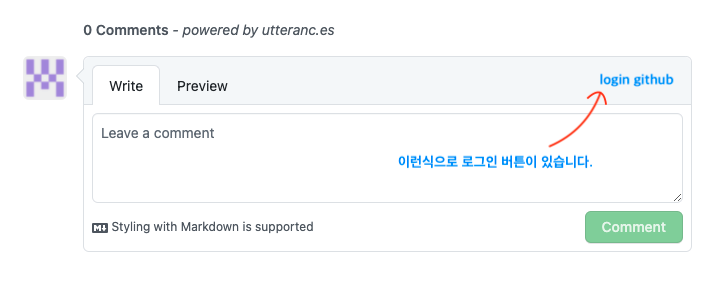 0 Comments - powered by utteranc.es
Write
Preview
login github
Leave a comment
이런식으로 로그인 버튼이 있습니다.
Styling with Markdown is supported
Comment